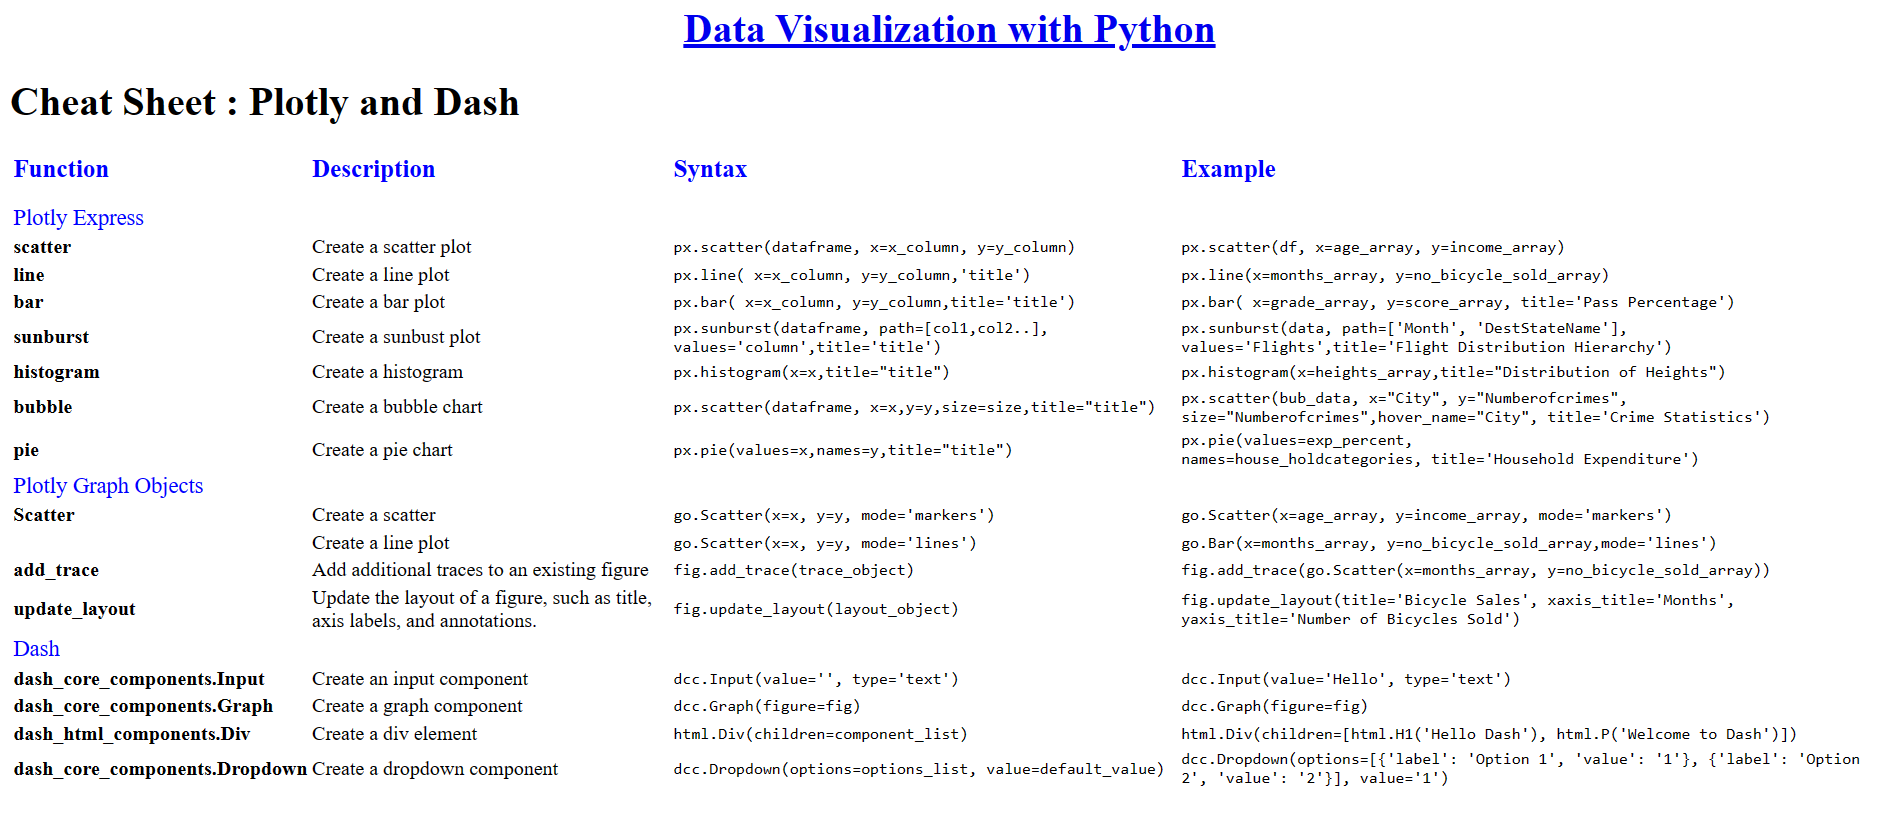 Data Visualization with Python
Cheat Sheet : Plotly and Dash
Function Description Syntax Example
Plotly Express
scatter Create a scatter plot px.scatter(dataframe, x=x_column, y=y_column) px.scatter(df, x=age_array, y=income_array)
line Create a line plot px.line( x=x_column, y=y_column,'title') px.line(x=months_array, y=no_bicycle_sold_array)
bar Create a bar plot px.bar( x=x_column, y=y_column,title='title') px.bar( x=grade_array, y=score_array, title='Pass Percentage')
sunburst Create a sunbust plot px.sunburst(dataframe, path=[col1,col2..],
values='column',title='title') px.sunburst(data, path=['Month', 'DestStateName'],
values='Flights',title='Flight Distribution Hierarchy')
histogram Create a histogram px.histogram(x=x,title="title") px.histogram(x=heights_array,title="Distribution of Heights")
bubble Create a bubble chart px.scatter(dataframe, x=x,y=y,size=size,title="title") px.scatter(bub_data, x="City", y="Numberofcrimes",
size="Numberofcrimes",hover_name="City", title='Crime Statistics')
pie Create a pie chart px.pie(values=x,names=y,title="title") px.pie(values=exp_percent,
names=house_holdcategories, title='Household Expenditure')
Plotly Graph Objects
Scatter Create a scatter go.Scatter(x=x, y=y, mode='markers') go.Scatter(x=age_array, y=income_array, mode='markers')
Create a line plot go.Scatter(x=x, y=y, mode='lines') go.Bar(x=months_array, y=no_bicycle_sold_array,mode='lines')
add_trace Add additional traces to an existing figure fig.add_trace(trace_object) fig.add_trace(go.Scatter(x=months_array, y=no_bicycle_sold_array))
update_layout Update the layout of a figure, such as title,
axis labels, and annotations. fig.update_layout(layout_object) fig.update_layout(title='Bicycle Sales', xaxis_title='Months',
yaxis_title='Number of Bicycles Sold')
Dash
dash_core_components.Input Create an input component dcc.Input(value='', type='text') dcc.Input(value='Hello', type='text')
dash_core_components.Graph Create a graph component dcc.Graph(figure=fig) dcc.Graph(figure=fig)
dash_html_components.Div Create a div element html.Div(children=component_list) html.Div(children=[html.H1('Hello Dash'), html.P('Welcome to Dash')])
dash_core_components.Dropdown Create a dropdown component dcc.Dropdown(options=options_list, value=default_value) dcc.Dropdown(options=[{'label': 'Option 1', 'value': '1'}, {'label': 'Option
2', 'value': '2'}], value='1')